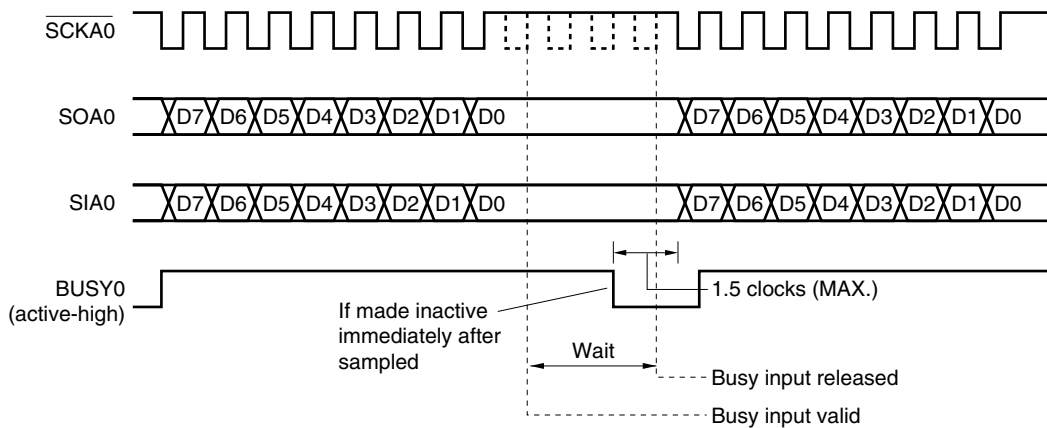 SCKA0
SOA0
D7 D6 D5 D4 D3 D2 D1 D0
D7 D6 D5 D4 D3 D2 D1 D0
SIA0
D7 D6 D5 D4 D3 D2 D1 D0
D7 D6 D5 D4 D3 D2 D1 D0
BUSY0
(active-high)
1.5 clocks (MAX.)
If made inactive
immediately after
sampled
Wait
Busy input released
Busy input valid